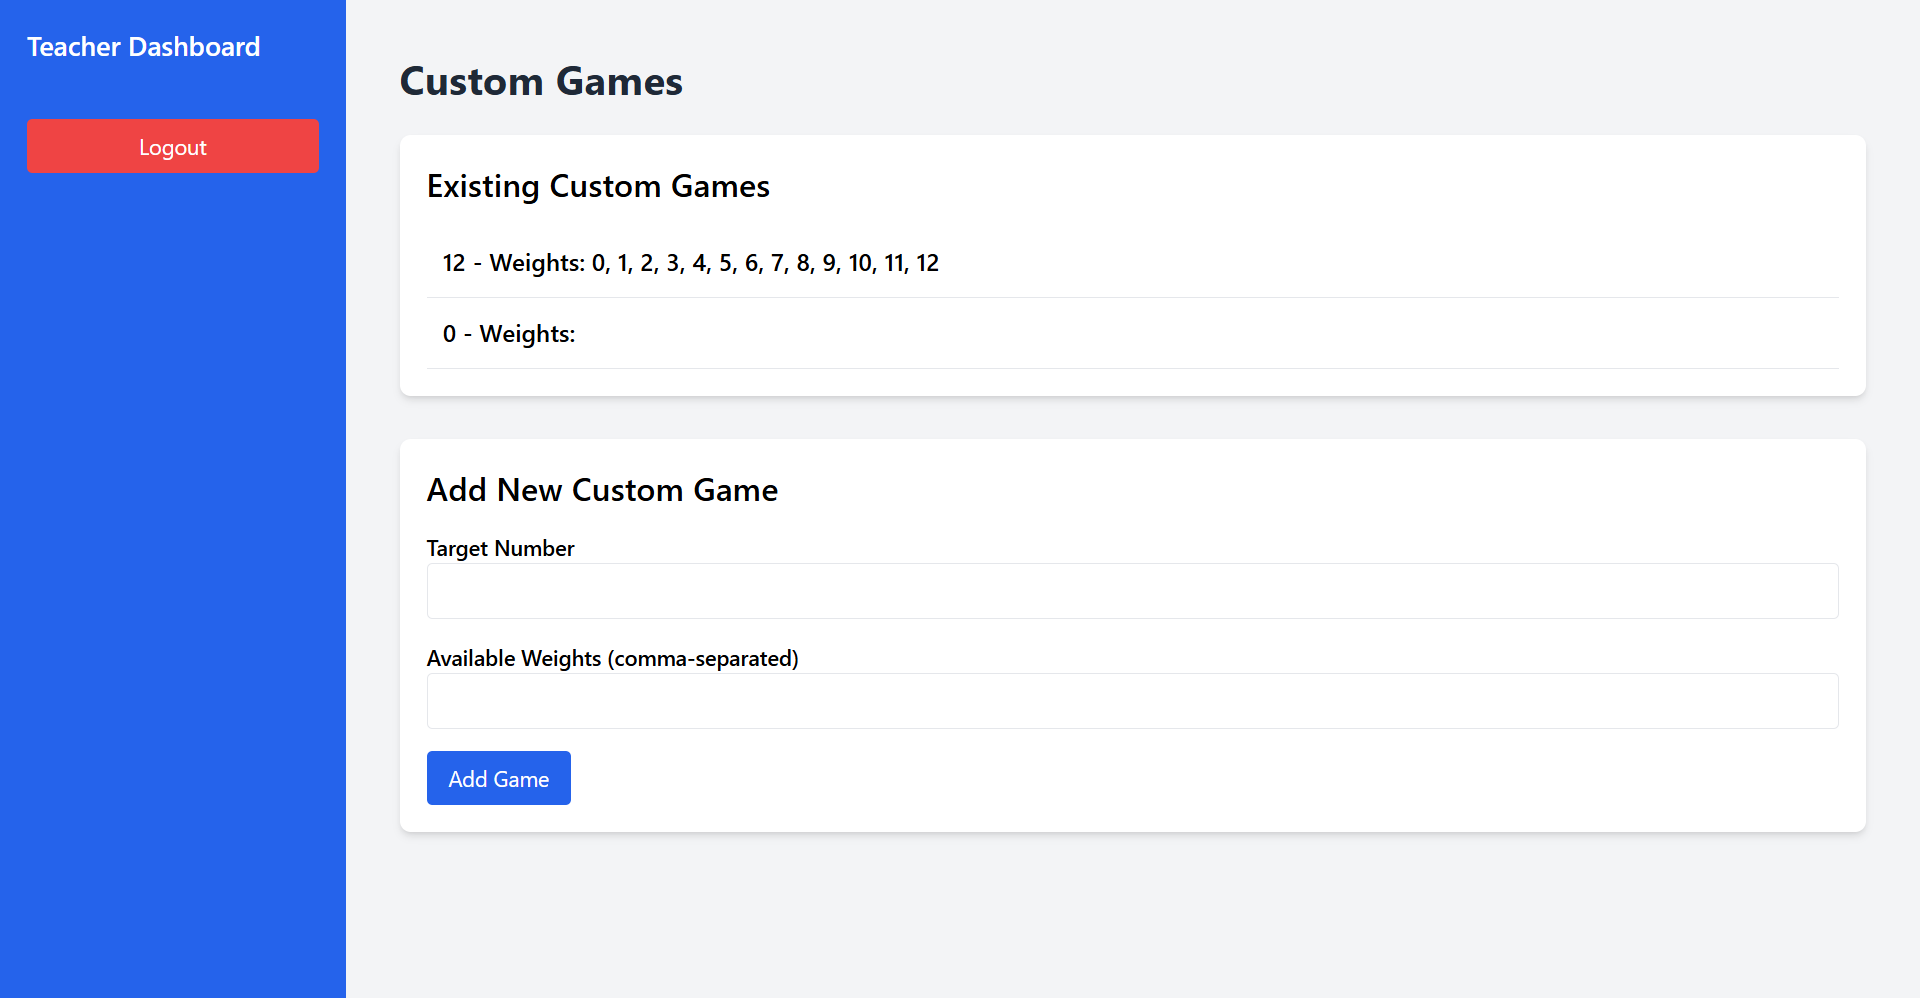 Teacher Dashboard
Logout
Custom Games
Existing Custom Games
12 - Weights: 0, 1, 2, 3, 4, 5, 6, 7, 8, 9, 10, 11, 12
0 - Weights:
Add New Custom Game
Target Number
Available Weights (comma-separated)
Add Game